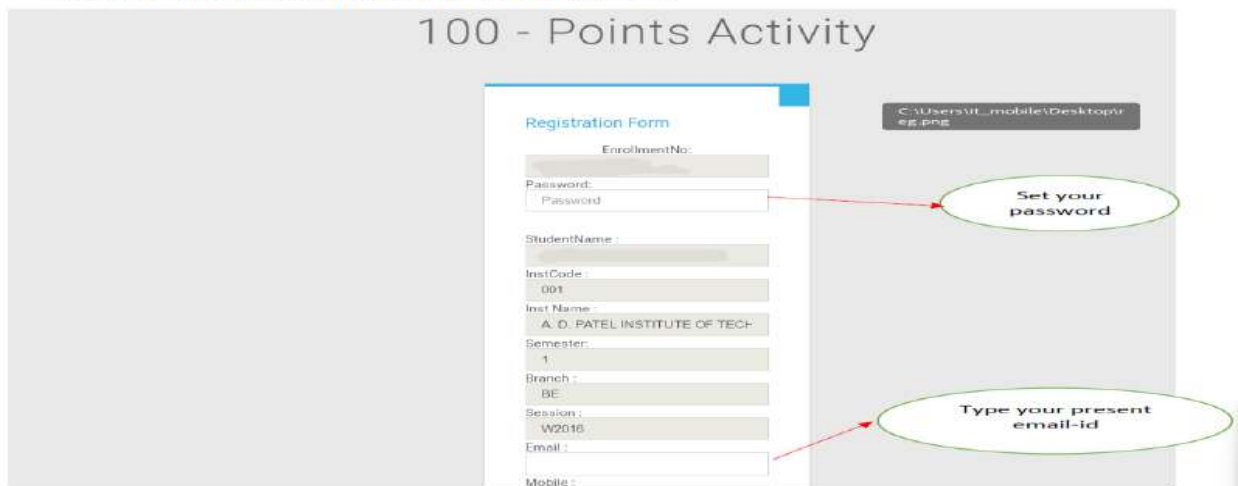 100 - Points Activity
C:\Users\it_mobile\Desktop\r
eg.png
Registration Form
EnrollmentNo:
Password:
Password
Set your
password
StudentName :
InstCode :
001
Inst Name :
A. D. PATEL INSTITUTE OF TECH
Semester:
1
Branch :
BE
Session :
W2016
Type your present
email-id
Email :
Mobile :